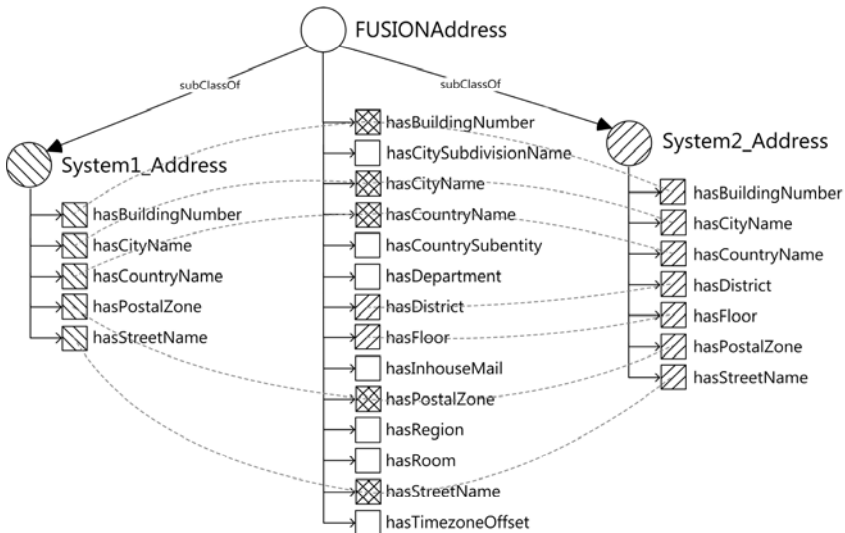 FUSIONAddress
subClassOf
subClassOf
System1_Address
hasBuildingNumber
hasCityName
hasCountryName
hasPostalZone
hasStreetName
hasBuildingNumber
hasCitySubdivisionName
hasCityName
hasCountryName
hasCountrySubentity
hasDepartment
hasDistrict
hasFloor
hasInhouseMail
hasPostalZone
hasRegion
hasRoom
hasStreetName
hasTimezoneOffset
System2_Address
hasBuildingNumber
hasCityName
hasCountryName
hasDistrict
hasFloor
hasPostalZone
hasStreetName